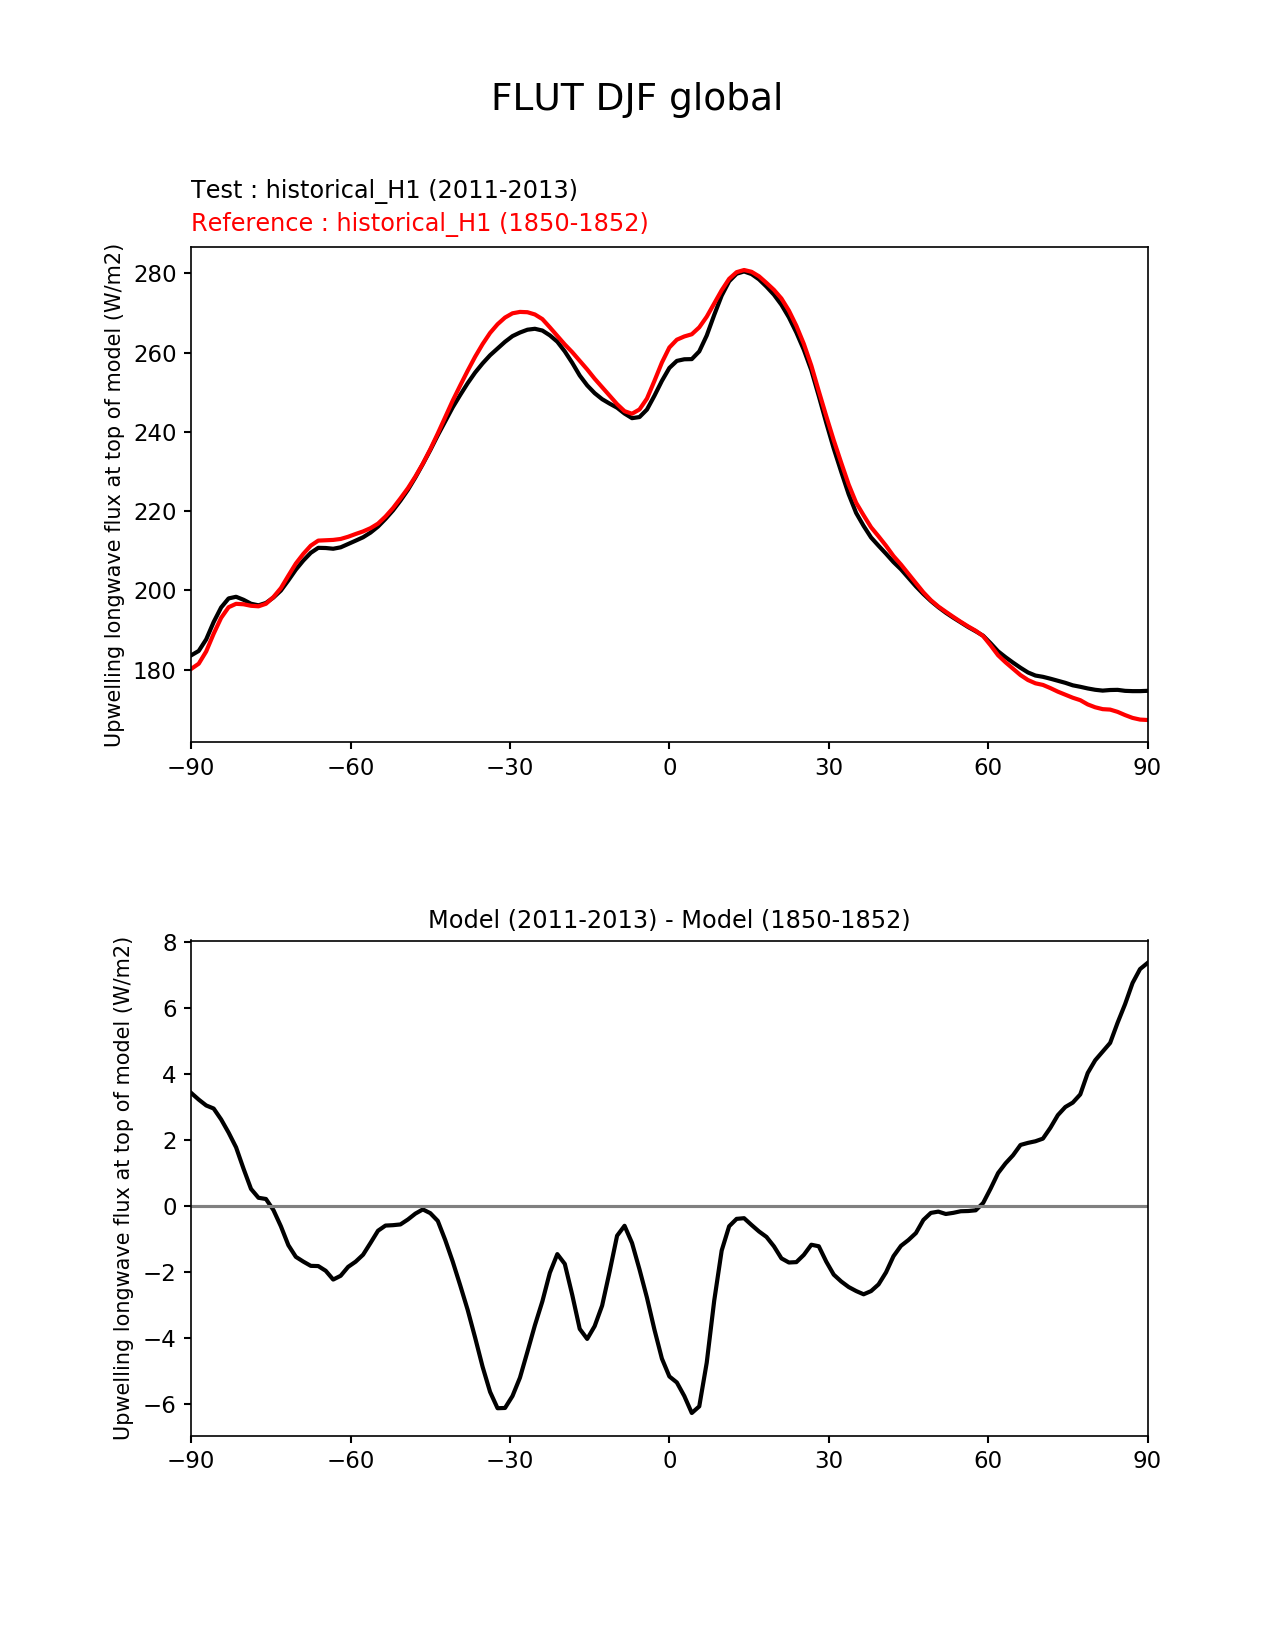 FLUT DJF global
Test : historical_H1 (2011-2013)
Reference : historical_H1 (1850-1852)
Upwelling longwave flux at top of model (W/m2)
280
260
240
220
200
180
−90 −60 −30 0 30 60 90
Model (2011-2013) - Model (1850-1852)
Upwelling longwave flux at top of model (W/m2)
8
6
4
2
0
−2
−4
−6
−90 −60 −30 0 30 60 90